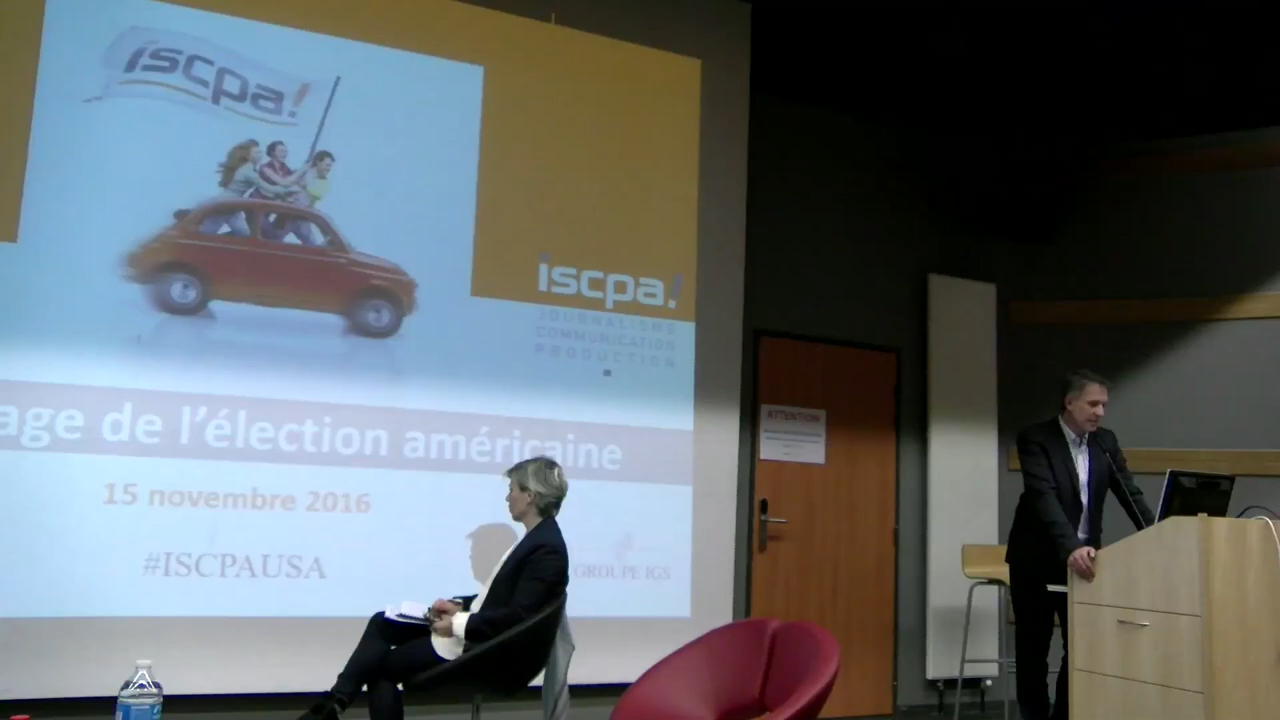 iscpa!
iscpa!
JOURNALISME
COMMUNICATION
PRODUCTION
age de l'élection américaine
15 novembre 2016
#ISCPAUSA
GROUPE IGS
ATTENTION